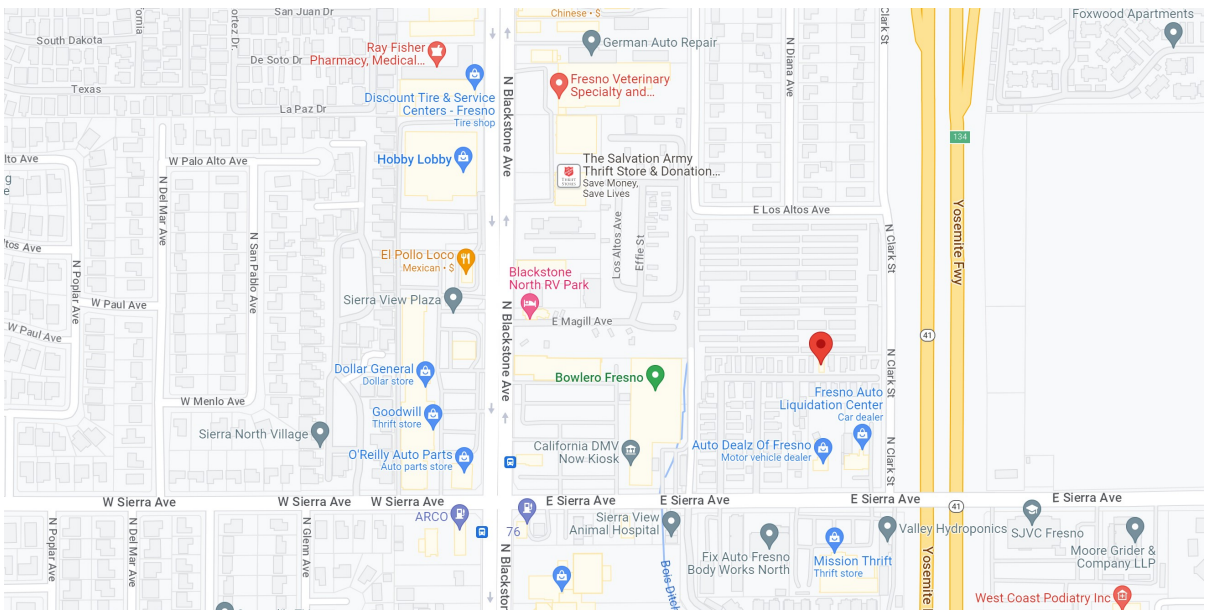 San Juan Dr
Chinese • $
N Clark St
Foxwood Apartments
South Dakota
German Auto Repair
Ray Fisher
Pharmacy, Medical...
De Soto Dr
N Diana Ave
Texas
Discount Tire & Service
Centers - Fresno
Tire shop
Fresno Veterinary
Specialty and...
La Paz Dr
N Blackstone Ave
134
W Palo Alto Ave
Hobby Lobby
The Salvation Army
Thrift Store & Donation...
Save Money,
Save Lives
N Del Mar Ave
E Los Altos Ave
Yosemite Fwy
N San Pablo Ave
Los Altos Ave
Effie St
N Clark St
El Pollo Loco
Mexican • $
N Poplar Ave
Blackstone
North RV Park
Sierra View Plaza
W Paul Ave
W Paul Ave
N Blackstone Ave
E Magill Ave
41
N Clark St
Dollar General
Dollar store
Bowlero Fresno
W Menlo Ave
Fresno Auto
Liquidation Center
Car dealer
Goodwill
Thrift store
Sierra North Village
California DMV
Now Kiosk
Auto Dealz Of Fresno
Motor vehicle dealer
N Clark St
O'Reilly Auto Parts
Auto parts store
W Sierra Ave
W Sierra Ave
W Sierra Ave
E Sierra Ave
E Sierra Ave
E Sierra Ave
E Sierra Ave
41
ARCO
76
Sierra View
Animal Hospital
Valley Hydroponics
SJVC Fresno
N Poplar Ave
N Del Mar Ave
N Glenn Ave
N Blackstor
Fix Auto Fresno
Body Works North
Mission Thrift
Thrift store
Moore Grider &
Company LLP
Yosemite
West Coast Podiatry Inc